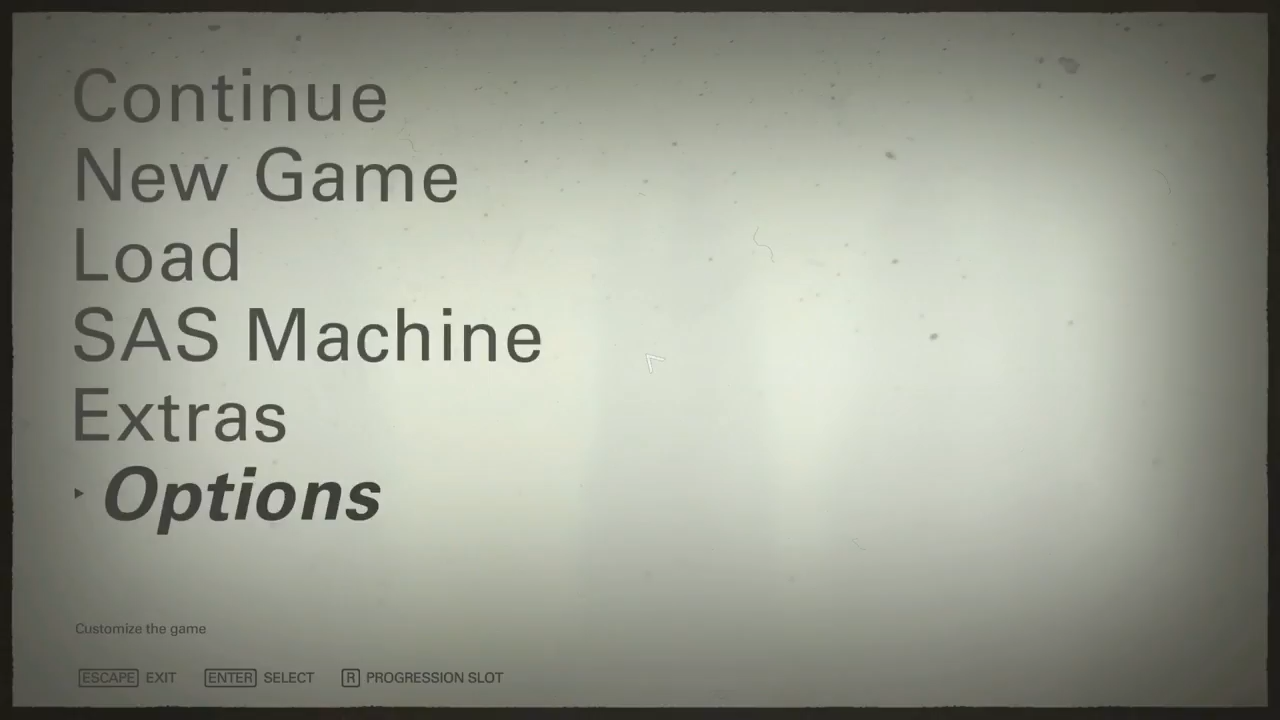 Continue
New Game
Load
SAS Machine
Extras
Options
Customize the game
ESCAPE EXIT ENTER SELECT R PROGRESSION SLOT